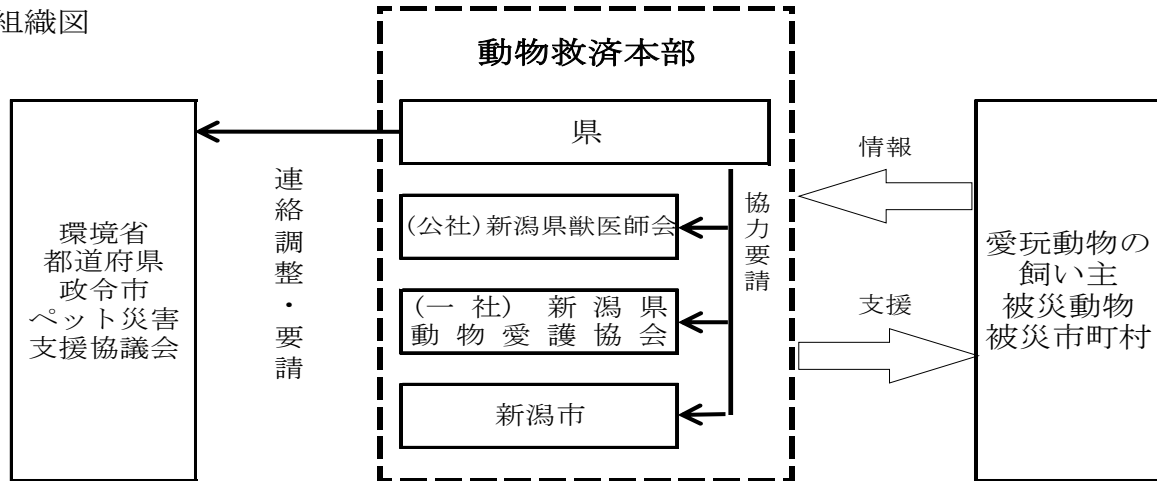 組織図
動物救済本部
県
(公社)新潟県獣医師会
(一社) 新潟県
動物愛護協会
新潟市
環境省
都道府県
政令市
ペット災害
支援協議会
連絡調整・要請
協力要請
情報
支援
愛玩動物の
飼い主
被災動物
被災市町村